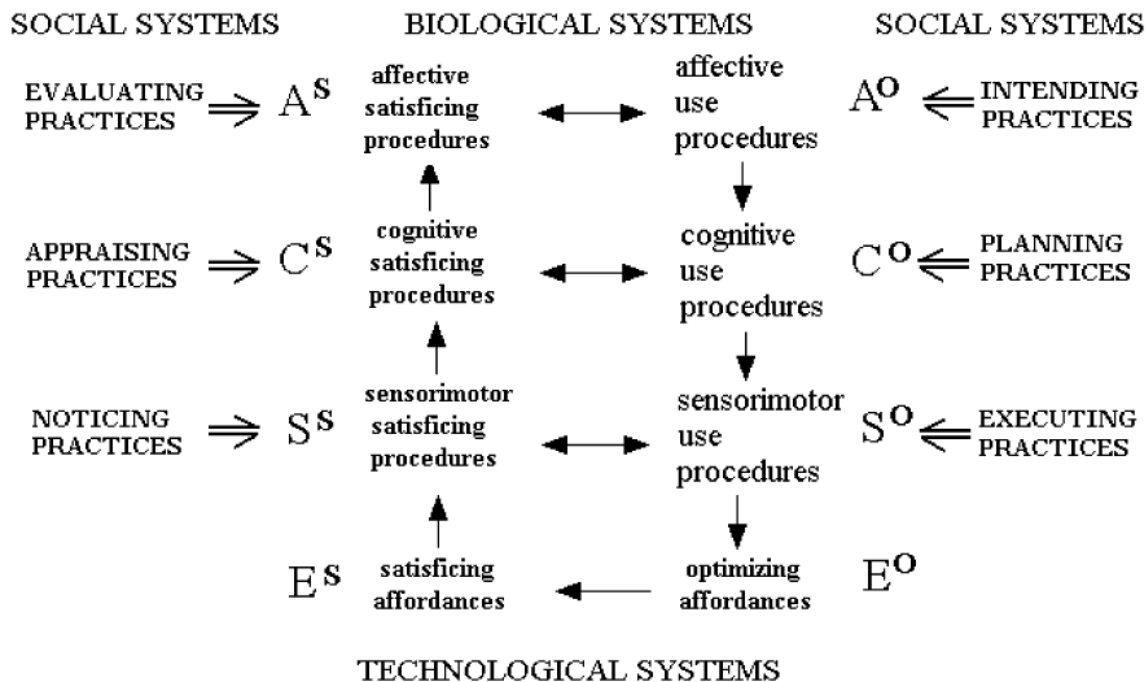 SOCIAL SYSTEMS
BIOLOGICAL SYSTEMS
SOCIAL SYSTEMS
EVALUATING
PRACTICES
A^S
affective
satisficing
procedures
affective
use
procedures
A^O
INTENDING
PRACTICES
APPRAISING
PRACTICES
C^S
cognitive
satisficing
procedures
cognitive
use
procedures
C^O
PLANNING
PRACTICES
NOTICING
PRACTICES
S^S
sensorimotor
satisficing
procedures
sensorimotor
use
procedures
S^O
EXECUTING
PRACTICES
E^S
satisficing
affordances
optimizing
affordances
E^O
TECHNOLOGICAL SYSTEMS